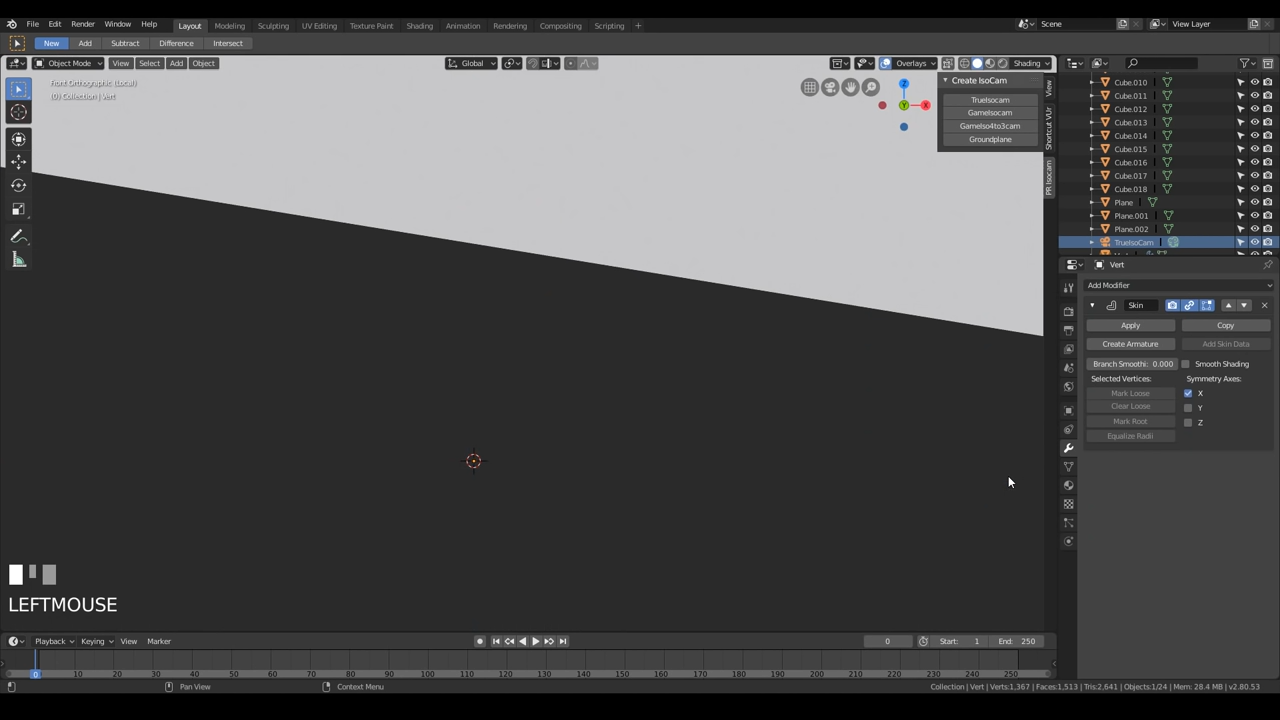 File Edit Render Window Help Layout Modeling Sculpting UV Editing Texture Paint Shading Animation Rendering Compositing Scripting + Scene View Layer
New Add Subtract Difference Intersect
Object Mode View Select Add Object Global Overlays Shading
Front Orthographic (Local)
(0) Collection | Vert
Create IsoCam
TrueIsocam
GameIsocam
GameIso4to3cam
Groundplane
View
Shortcut VUr
PR Isocam
Z
Y
X
Cube.010
Cube.011
Cube.012
Cube.013
Cube.014
Cube.015
Cube.016
Cube.017
Cube.018
Plane
Plane.001
Plane.002
TrueIsoCam
Vert
Add Modifier
Skin
Apply Copy
Create Armature Add Skin Data
Branch Smoothi: 0.000 Smooth Shading
Selected Vertices: Symmetry Axes:
Mark Loose X
Clear Loose Y
Mark Root Z
Equalize Radii
LEFTMOUSE
Playback Keying View Marker 0 Start: 1 End: 250
0 10 20 30 40 50 60 70 80 90 100 110 120 130 140 150 160 170 180 190 200 210 220 230 240 250
Pan View Context Menu Collection | Vert | Verts:1,367 | Faces:1,513 | Tris:2,641 | Objects:1/24 | Mem: 28.4 MB | v2.80.53